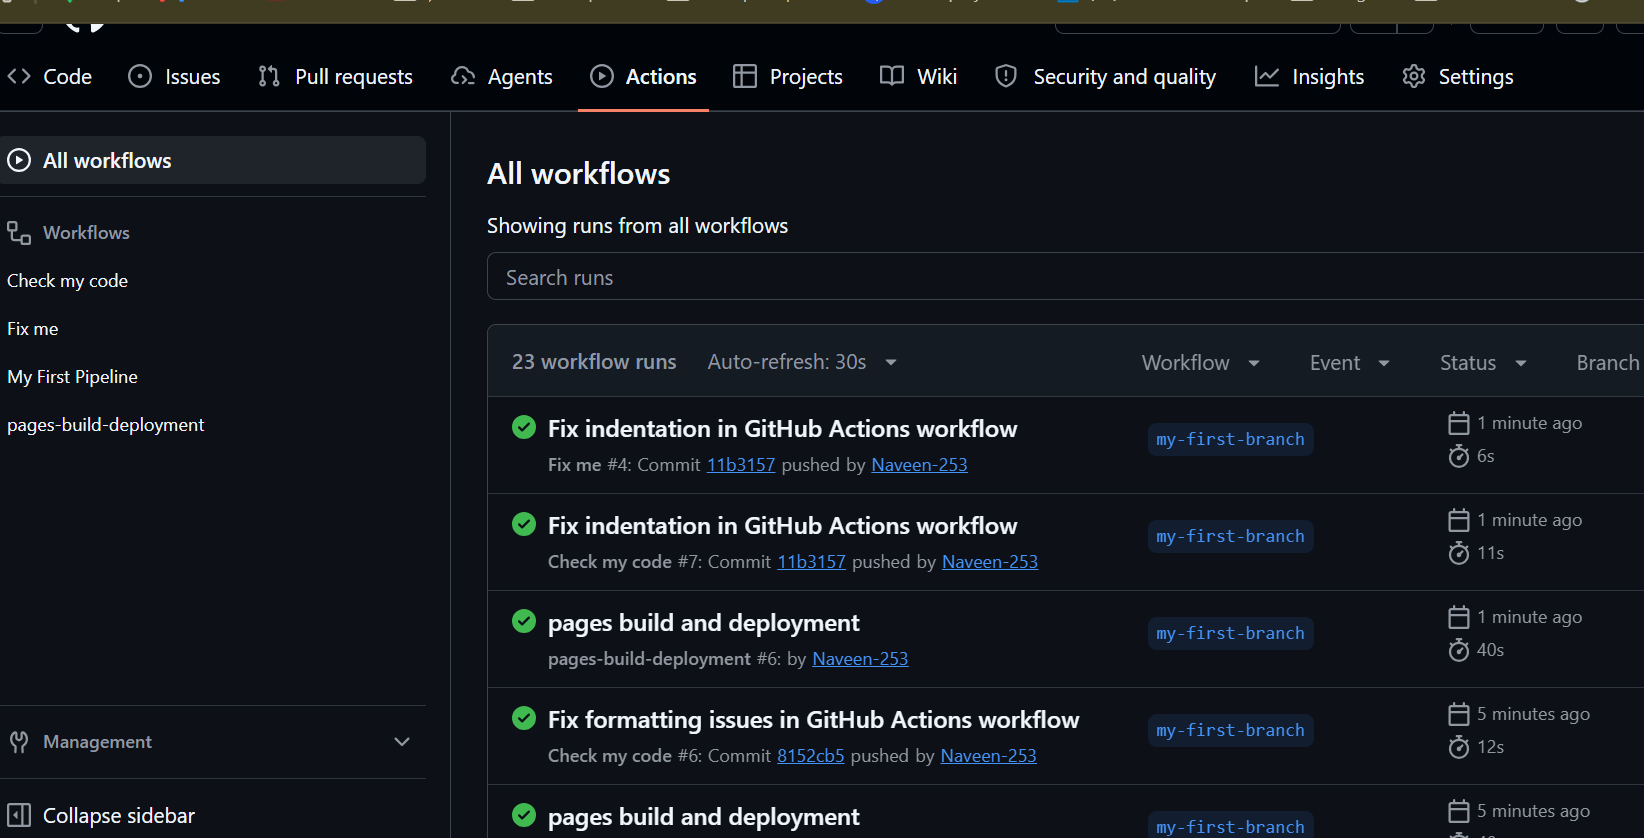 Code Issues Pull requests Agents Actions Projects Wiki Security and quality Insights Settings
All workflows
Workflows
Check my code
Fix me
My First Pipeline
pages-build-deployment
Management
Collapse sidebar
All workflows
Showing runs from all workflows
Search runs
23 workflow runs Auto-refresh: 30s Workflow Event Status Branch
Fix indentation in GitHub Actions workflow
Fix me #4: Commit 11b3157 pushed by Naveen-253
my-first-branch
1 minute ago
6s
Fix indentation in GitHub Actions workflow
Check my code #7: Commit 11b3157 pushed by Naveen-253
my-first-branch
1 minute ago
11s
pages build and deployment
pages-build-deployment #6: by Naveen-253
my-first-branch
1 minute ago
40s
Fix formatting issues in GitHub Actions workflow
Check my code #6: Commit 8152cb5 pushed by Naveen-253
my-first-branch
5 minutes ago
12s
pages build and deployment
my-first-branch
5 minutes ago